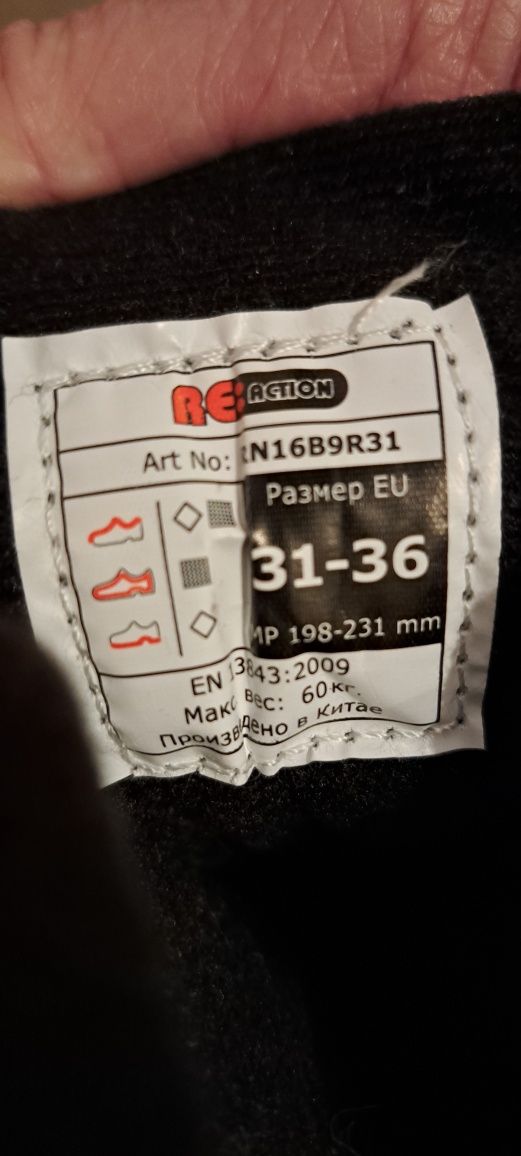 RE:ACTION
Art No: RN16B9R31
Размер EU
31-36
MP 198-231 mm
EN 13843:2009
Макс вес: 60кг.
Произведено в Китае